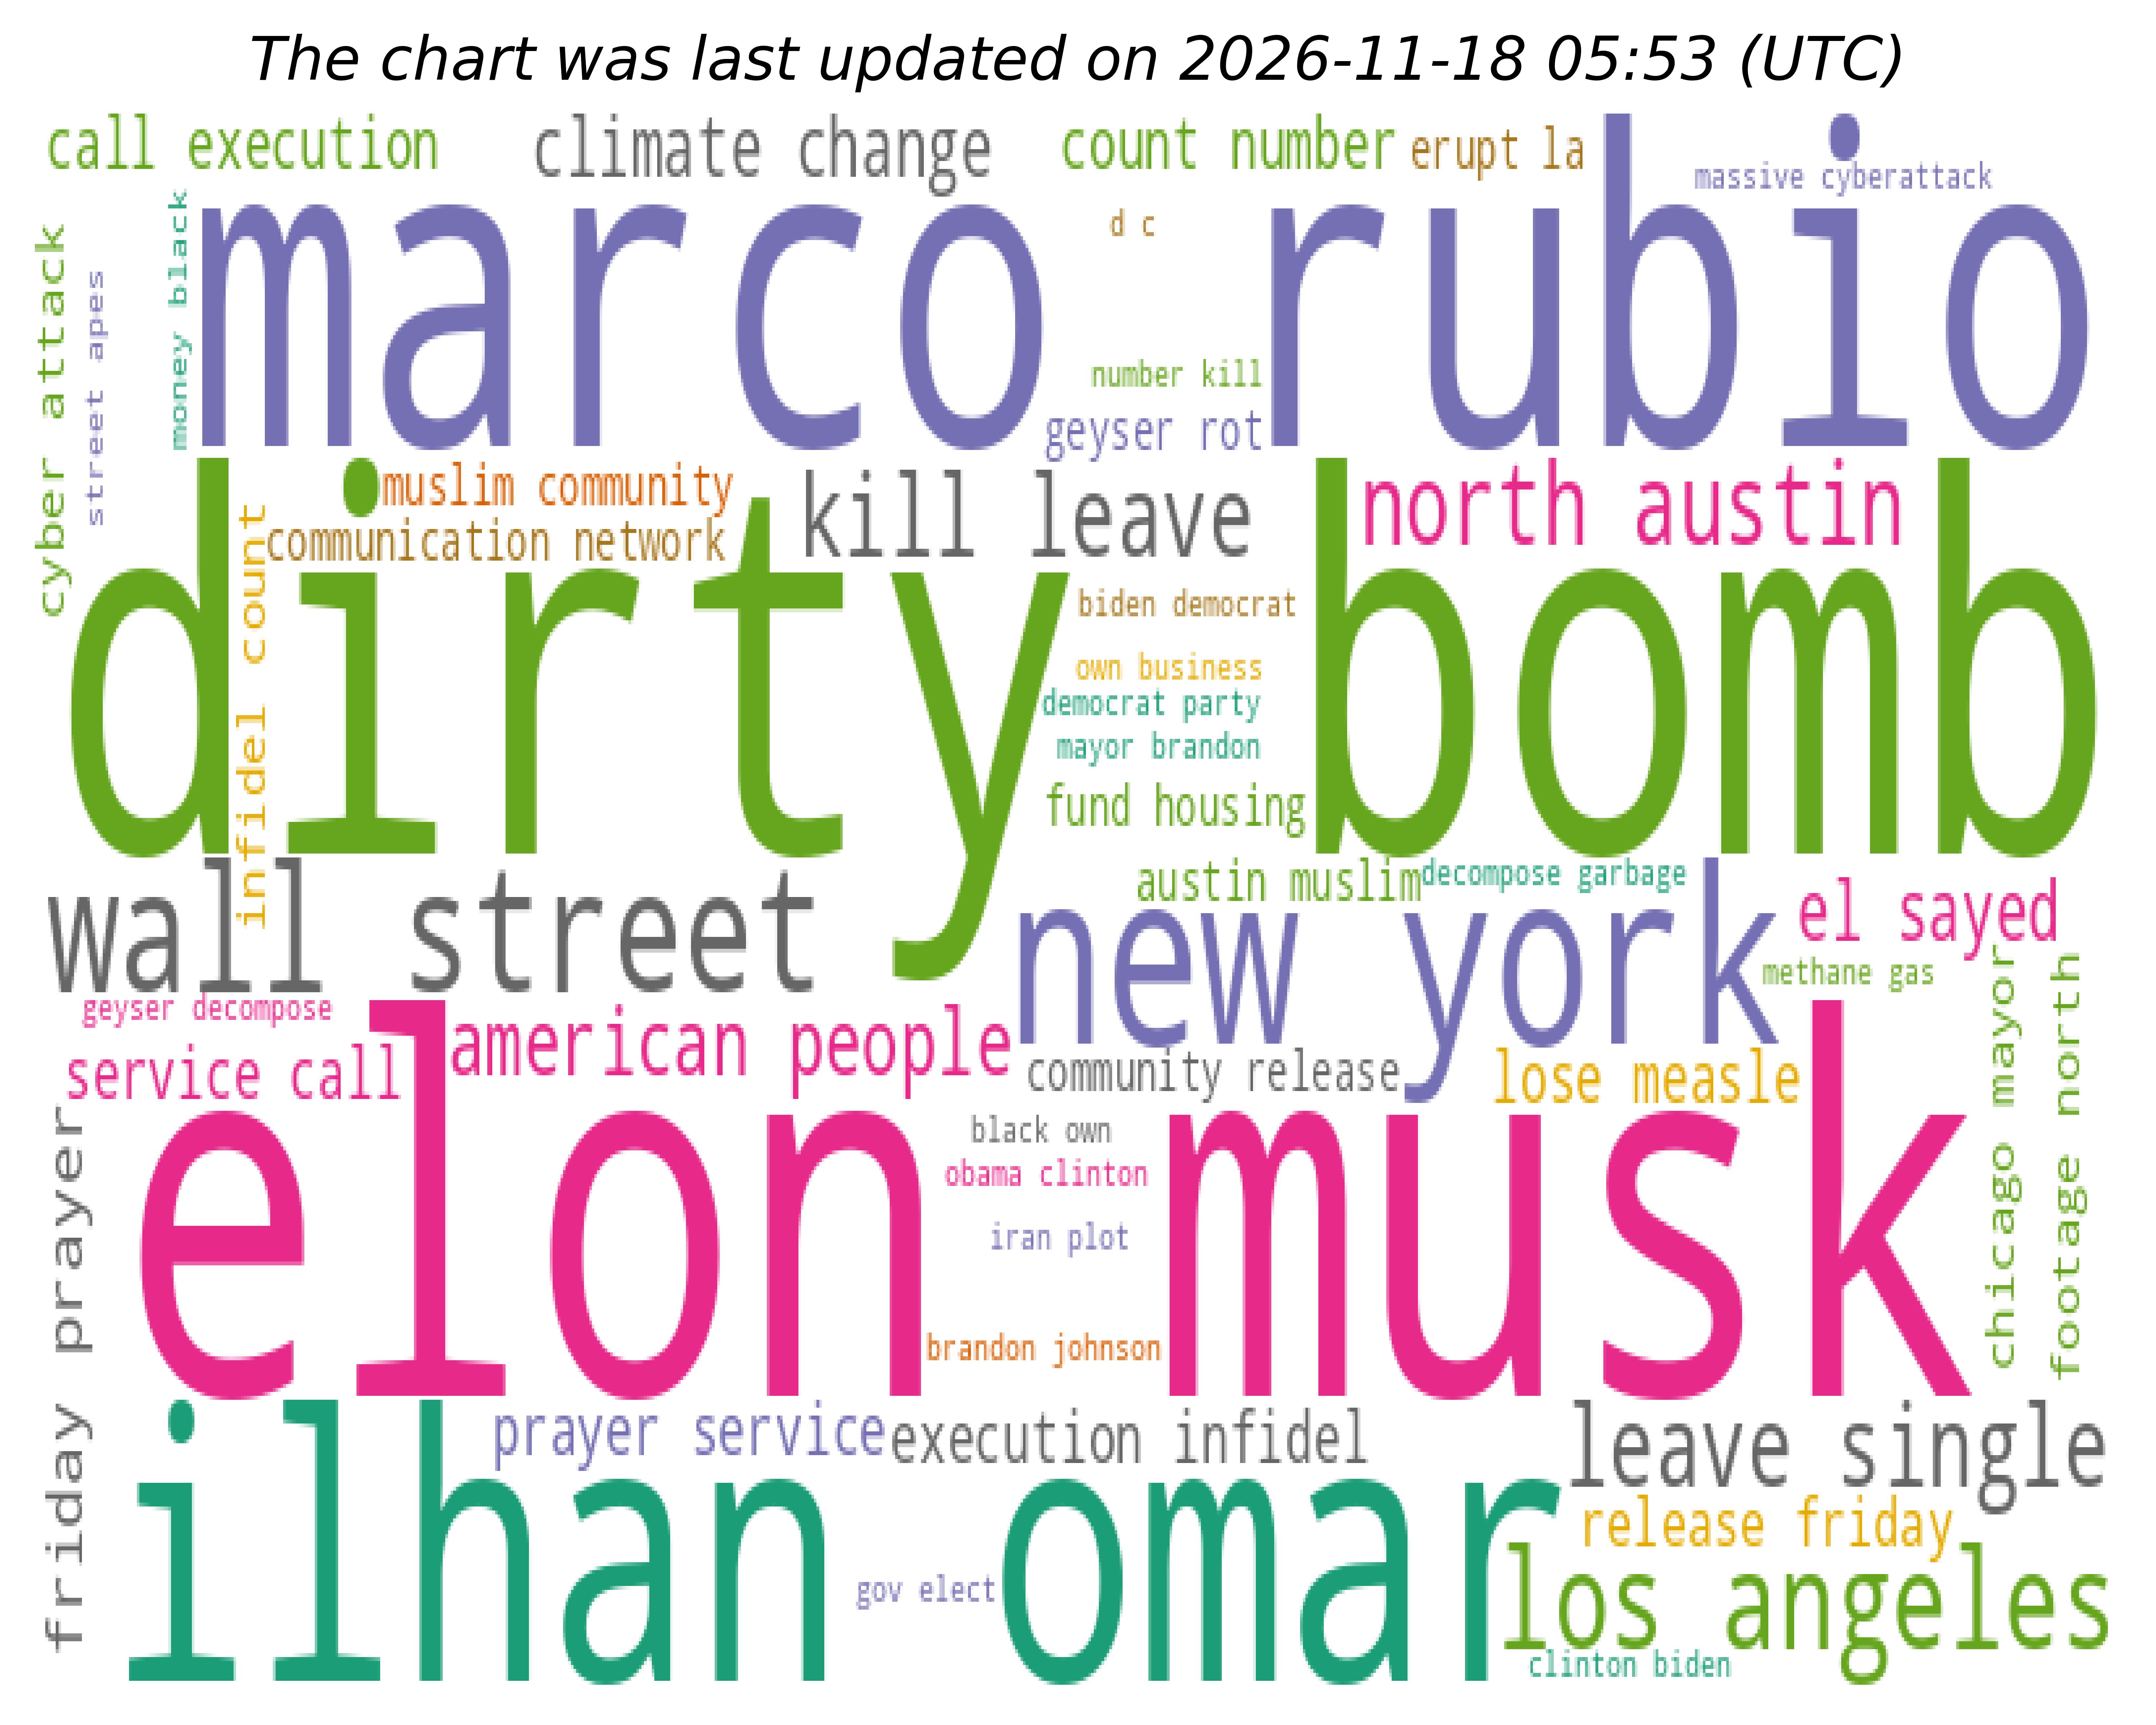 The chart was last updated on 2026-11-18 05:53 (UTC)
call execution
climate change
count number
erupt la
massive cyberattack
marco rubio
d c
money black
cyber attack
street apes
number kill
geyser rot
muslim community
kill leave
north austin
communication network
infidel count
dirty bomb
biden democrat
own business
democrat party
mayor brandon
fund housing
wall street
austin muslim
decompose garbage
new york
el sayed
methane gas
geyser decompose
american people
service call
community release
lose measle
chicago mayor
footage north
elon musk
black own
obama clinton
iran plot
brandon johnson
friday prayer
prayer service
execution infidel
leave single
ilhan omar
release friday
gov elect
los angeles
clinton biden